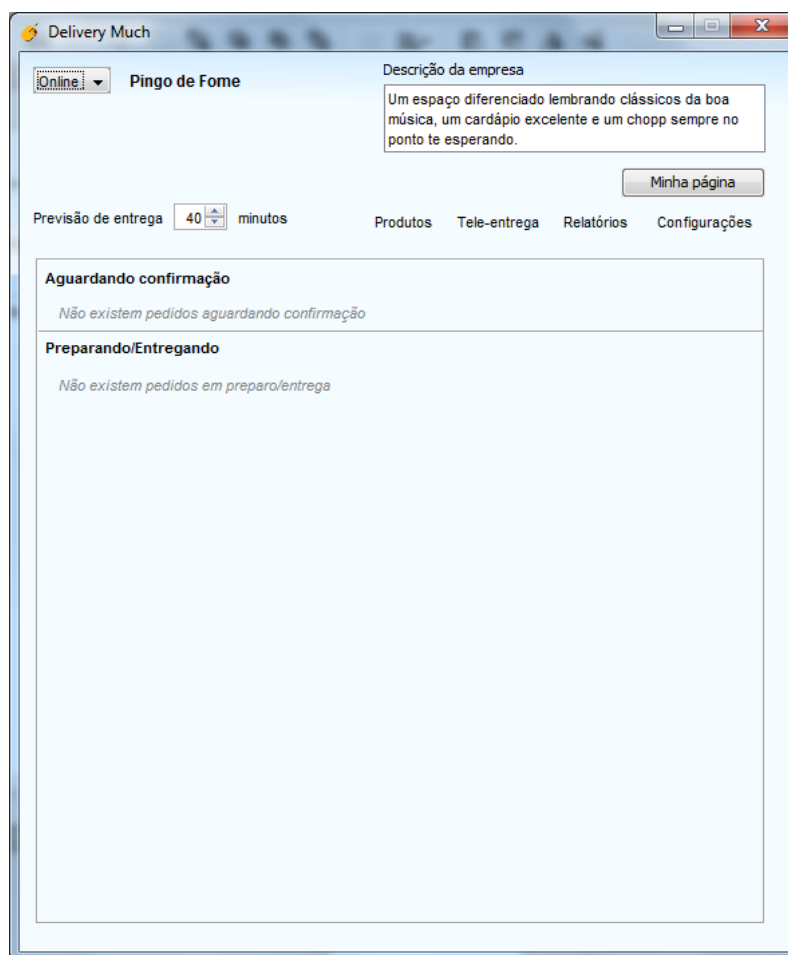 Delivery Much
Online
Pingo de Fome
Descrição da empresa
Um espaço diferenciado lembrando clássicos da boa
música, um cardápio excelente e um chopp sempre no
ponto te esperando.
Minha página
Previsão de entrega 40 minutos
Produtos Tele-entrega Relatórios Configurações
Aguardando confirmação
Não existem pedidos aguardando confirmação
Preparando/Entregando
Não existem pedidos em preparo/entrega